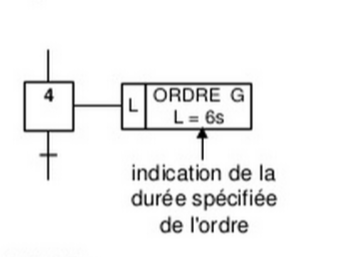 4
L
ORDRE G
L = 6s
indication de la
durée spécifiée
de l'ordre